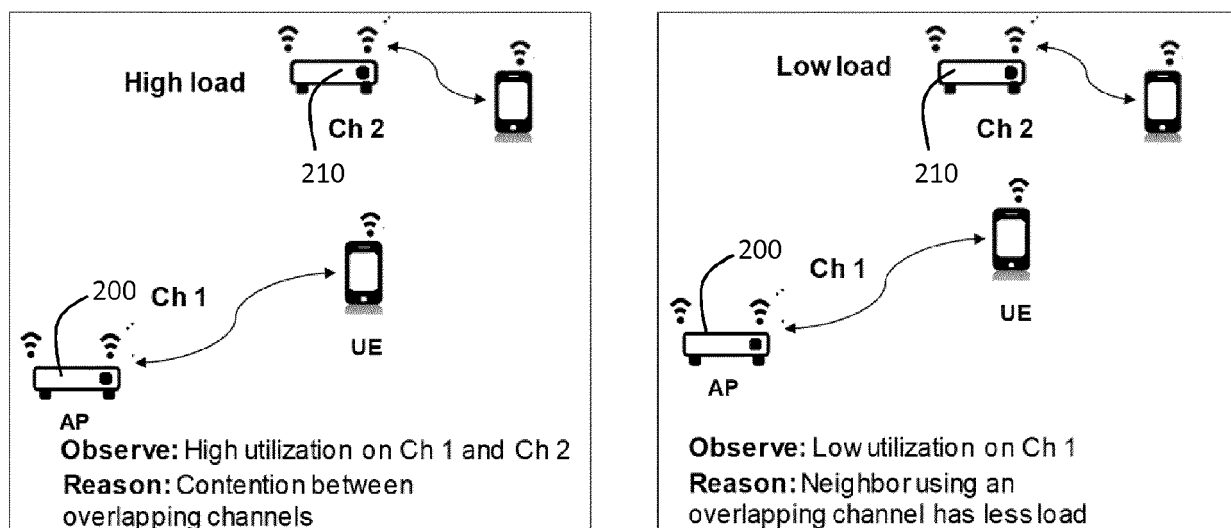 High load
Ch 2
210
200
Ch 1
UE
AP
Observe: High utilization on Ch 1 and Ch 2
Reason: Contention between
overlapping channels
Low load
Ch 2
210
200
Ch 1
UE
AP
Observe: Low utilization on Ch 1
Reason: Neighbor using an
overlapping channel has less load